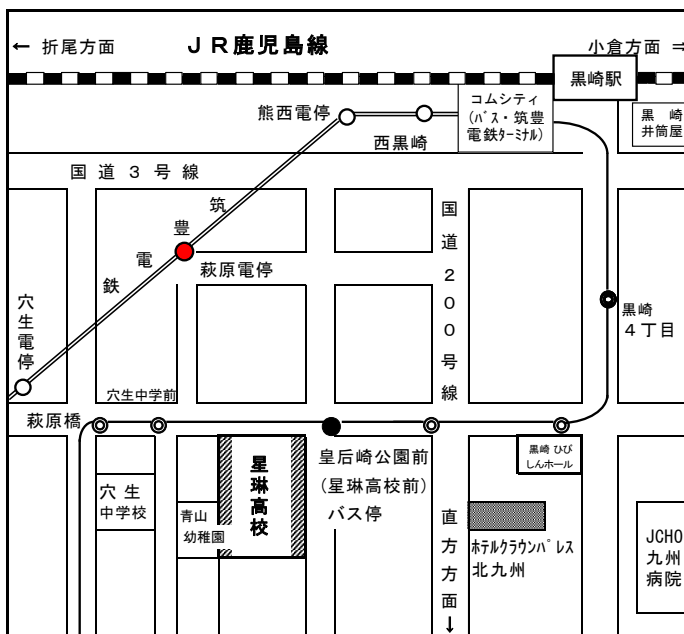 ← 折尾方面
ＪＲ鹿児島線
小倉方面 ⇒
黒崎駅
熊西電停
コムシティ
(ﾊﾞｽ・筑豊
電鉄ﾀｰﾐﾅﾙ)
黒崎
井筒屋
西黒崎
国道３号線
筑豊電鉄
国道２００号線
萩原電停
穴生電停
黒崎
４丁目
穴生中学前
萩原橋
皇后崎公園前
(星琳高校前)
バス停
黒崎 ひび
しんホール
星琳高校
穴生
中学校
青山
幼稚園
直方方面↓
ﾎﾃﾙｸﾗｳﾝﾊﾟﾚｽ
北九州
JCHO
九州
病院